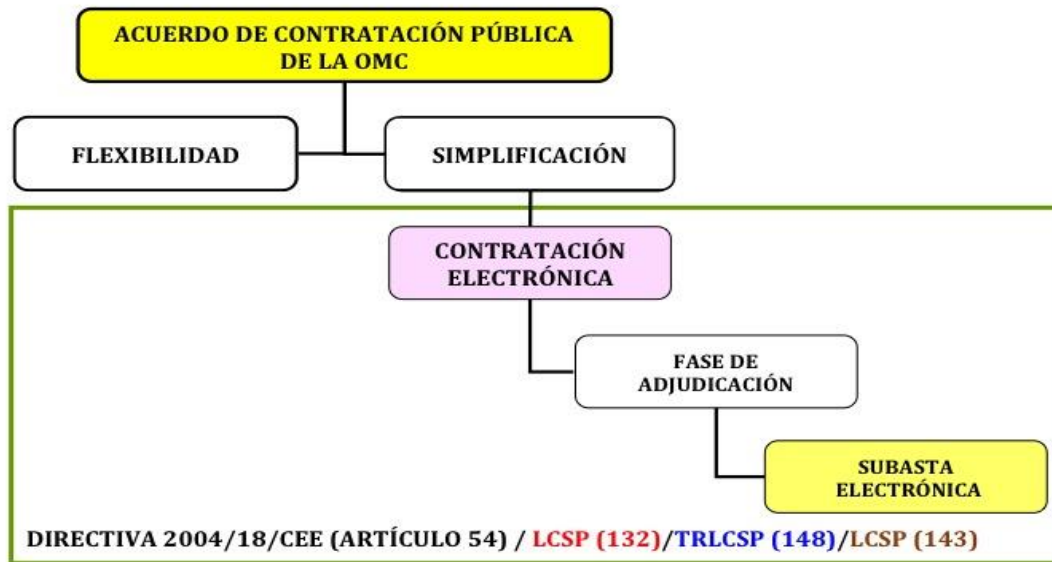 ACUERDO DE CONTRATACIÓN PÚBLICA
DE LA OMC
FLEXIBILIDAD
SIMPLIFICACIÓN
CONTRATACIÓN
ELECTRÓNICA
FASE DE
ADJUDICACIÓN
SUBASTA
ELECTRÓNICA
DIRECTIVA 2004/18/CEE (ARTÍCULO 54) / LCSP (132)/TRLCSP (148)/LCSP (143)